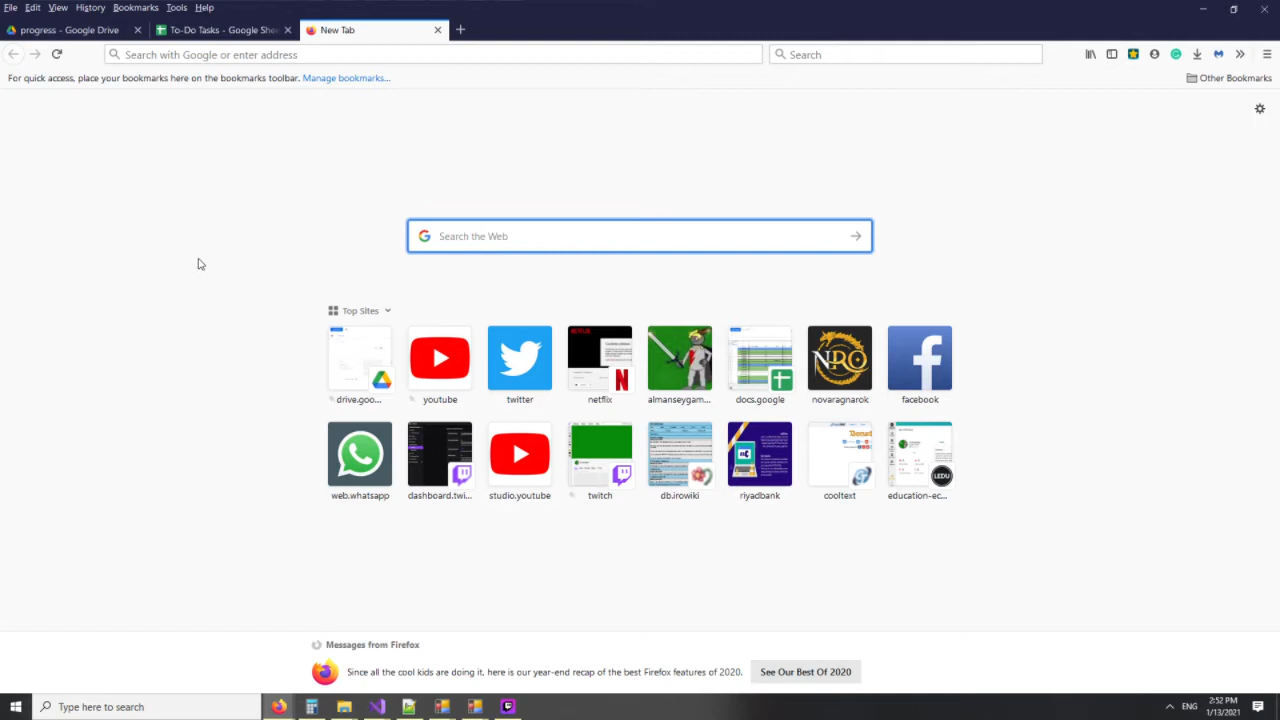 File Edit View History Bookmarks Tools Help
progress - Google Drive
To-Do Tasks - Google Shee
New Tab
Search with Google or enter address
Search
For quick access, place your bookmarks here on the bookmarks toolbar. Manage bookmarks...
Other Bookmarks
Search the Web
Top Sites
NETFLIX
N
NRO
drive.goo...
youtube
twitter
netflix
almanseygam...
docs.google
novaragnarok
facebook
LEDU
web.whatsapp
dashboard.twi...
studio.youtube
twitch
db.irowiki
riyadbank
cooltext
education-ec...
Messages from Firefox
Since all the cool kids are doing it, here is our year-end recap of the best Firefox features of 2020.
See Our Best Of 2020
Type here to search
ENG
2:52 PM
1/13/2021